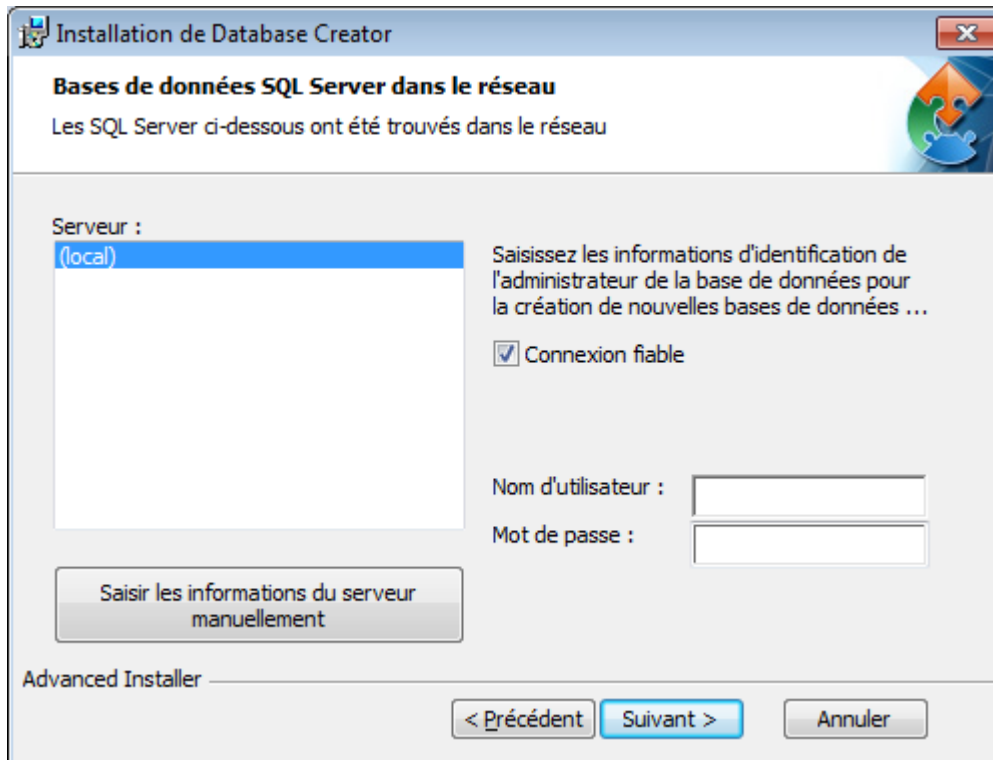 Installation de Database Creator
Bases de données SQL Server dans le réseau
Les SQL Server ci-dessous ont été trouvés dans le réseau
Serveur :
(local)
Saisissez les informations d'identification de
l'administrateur de la base de données pour
la création de nouvelles bases de données ...
Connexion fiable
Nom d'utilisateur :
Mot de passe :
Saisir les informations du serveur
manuellement
Advanced Installer
< Précédent
Suivant >
Annuler